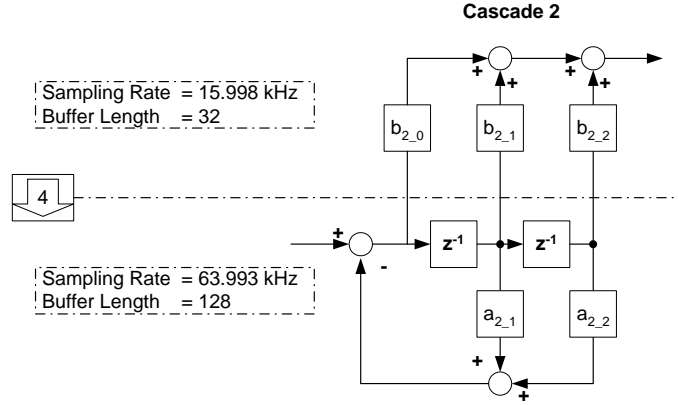 Cascade 2
+
+
+
+
Sampling Rate = 15.998 kHz
Buffer Length = 32
b2_0
b2_1
b2_2
4
+
-
z-1
z-1
Sampling Rate = 63.993 kHz
Buffer Length = 128
a2_1
a2_2
+
+